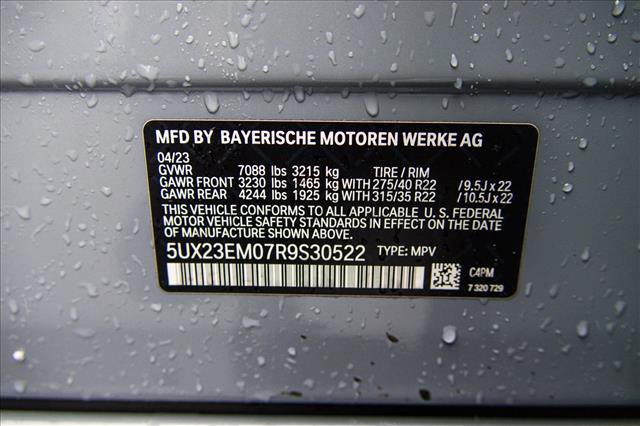 MFD BY BAYERISCHE MOTOREN WERKE AG
04/23
GVWR 7088 lbs 3215 kg TIRE / RIM
GAWR FRONT 3230 lbs 1465 kg WITH 275/40 R22 / 9.5J x 22
GAWR REAR 4244 lbs 1925 kg WITH 315/35 R22 / 10.5J x 22
THIS VEHICLE CONFORMS TO ALL APPLICABLE U. S. FEDERAL
MOTOR VEHICLE SAFETY STANDARDS IN EFFECT ON THE DATE
OF MANUFACTURE SHOWN ABOVE.
5UX23EM07R9S30522 TYPE: MPV
C4PM
7 320 729